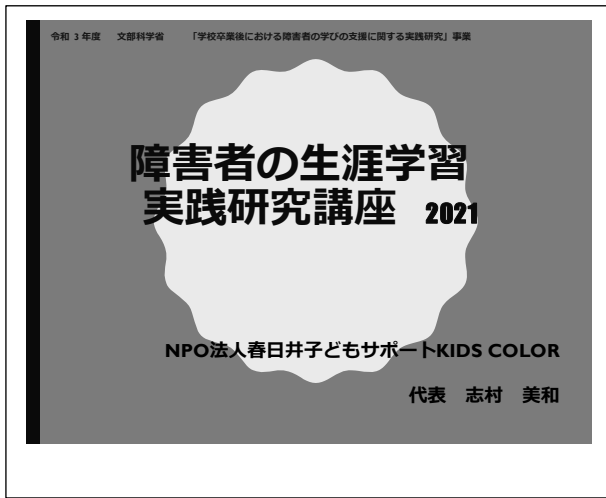 令和 3 年度　文部科学省　「学校卒業後における障害者の学びの支援に関する実践研究」事業
障害者の生涯学習
実践研究講座　2021
NPO法人春日井子どもサポートKIDS COLOR
代表　志村　美和